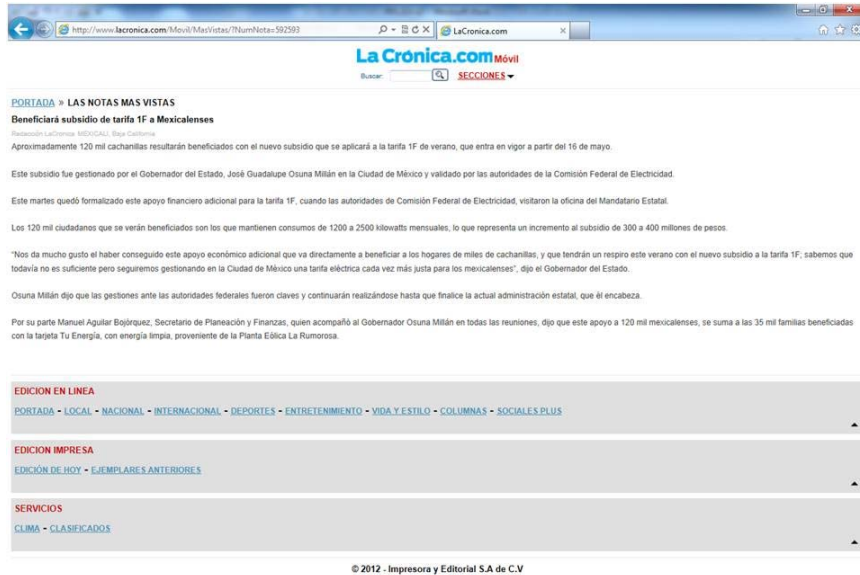 http://www.lacronica.com/Movil/MasVistas/?NumNota=592593
LaCronica.com
La Crónica.com Móvil
Buscar:
SECCIONES
PORTADA » LAS NOTAS MAS VISTAS
Beneficiará subsidio de tarifa 1F a Mexicalenses
Redacción LaCronica MEXICALI, Baja California
Aproximadamente 120 mil cachanillas resultarán beneficiados con el nuevo subsidio que se aplicará a la tarifa 1F de verano, que entra en vigor a partir del 16 de mayo.
Este subsidio fue gestionado por el Gobernador del Estado, José Guadalupe Osuna Millán en la Ciudad de México y validado por las autoridades de la Comisión Federal de Electricidad.
Este martes quedó formalizado este apoyo financiero adicional para la tarifa 1F, cuando las autoridades de Comisión Federal de Electricidad, visitaron la oficina del Mandatario Estatal.
Los 120 mil ciudadanos que se verán beneficiados son los que mantienen consumos de 1200 a 2500 kilowatts mensuales, lo que representa un incremento al subsidio de 300 a 400 millones de pesos.
"Nos da mucho gusto el haber conseguido este apoyo económico adicional que va directamente a beneficiar a los hogares de miles de cachanillas, y que tendrán un respiro este verano con el nuevo subsidio a la tarifa 1F; sabemos que
todavía no es suficiente pero seguiremos gestionando en la Ciudad de México una tarifa eléctrica cada vez más justa para los mexicalenses", dijo el Gobernador del Estado.
Osuna Millán dijo que las gestiones ante las autoridades federales fueron claves y continuarán realizándose hasta que finalice la actual administración estatal, que él encabeza.
Por su parte Manuel Aguilar Bojórquez, Secretario de Planeación y Finanzas, quien acompañó al Gobernador Osuna Millán en todas las reuniones, dijo que este apoyo a 120 mil mexicalenses, se suma a las 35 mil familias beneficiadas
con la tarjeta Tu Energía, con energía limpia, proveniente de la Planta Eólica La Rumorosa.
EDICION EN LINEA
PORTADA - LOCAL - NACIONAL - INTERNACIONAL - DEPORTES - ENTRETENIMIENTO - VIDA Y ESTILO - COLUMNAS - SOCIALES PLUS
EDICION IMPRESA
EDICIÓN DE HOY - EJEMPLARES ANTERIORES
SERVICIOS
CLIMA - CLASIFICADOS
© 2012 - Impresora y Editorial S.A de C.V